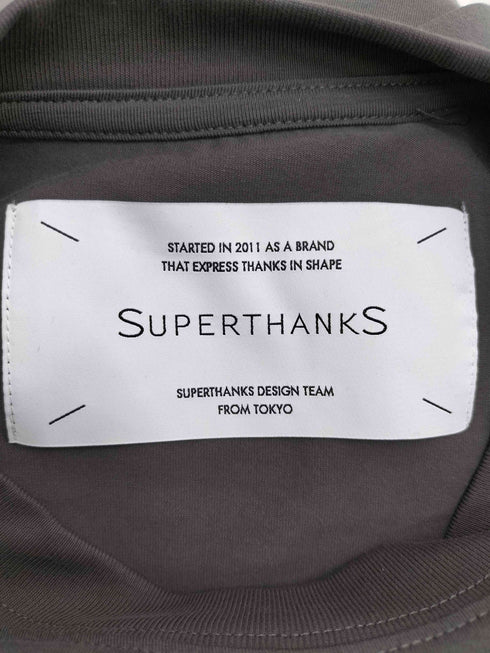 STARTED IN 2011 AS A BRAND
THAT EXPRESS THANKS IN SHAPE
SUPERTHANKS
SUPERTHANKS DESIGN TEAM
FROM TOKYO